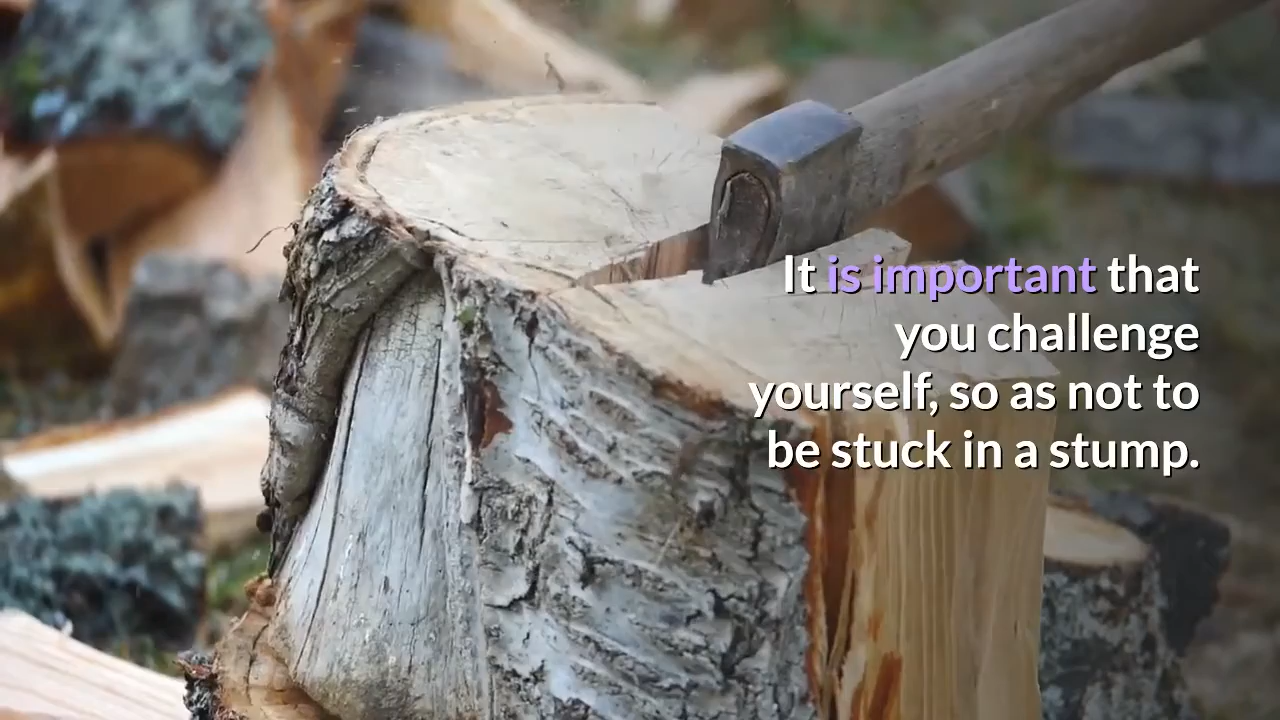 It is important that
you challenge
yourself, so as not to
be stuck in a stump.